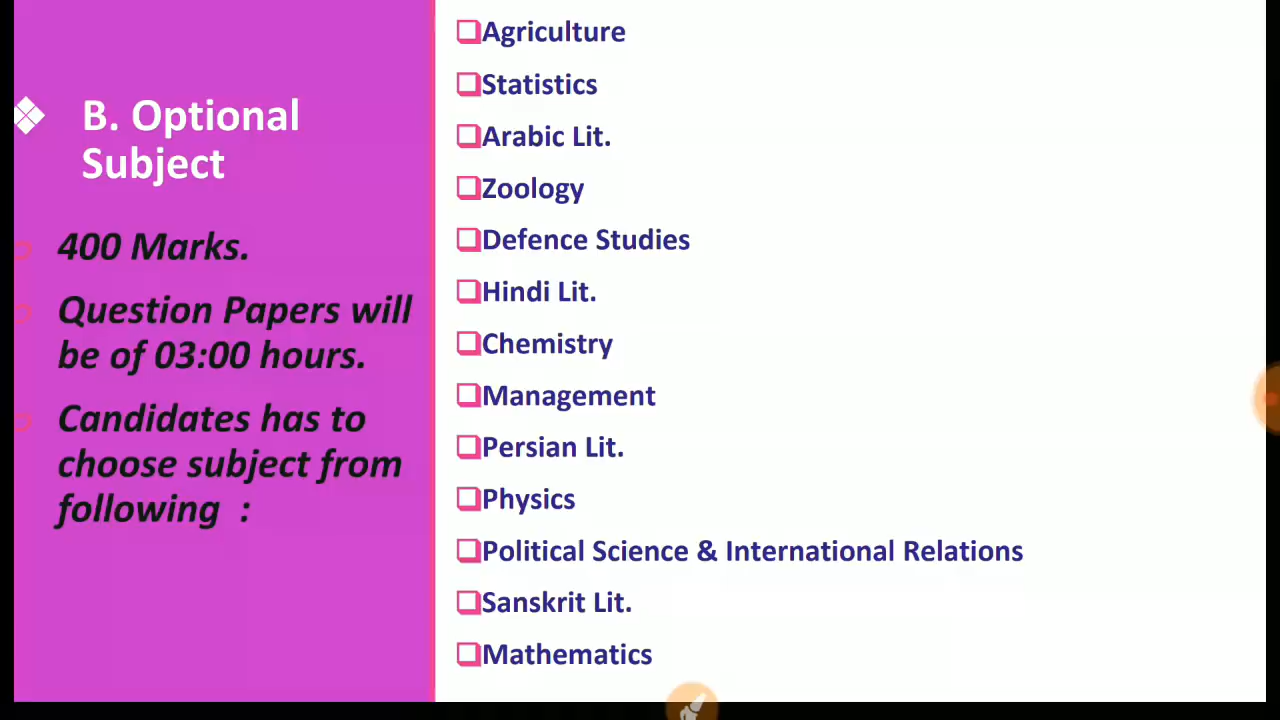 B. Optional
Subject
400 Marks.
Question Papers will
be of 03:00 hours.
Candidates has to
choose subject from
following :
Agriculture
Statistics
Arabic Lit.
Zoology
Defence Studies
Hindi Lit.
Chemistry
Management
Persian Lit.
Physics
Political Science & International Relations
Sanskrit Lit.
Mathematics